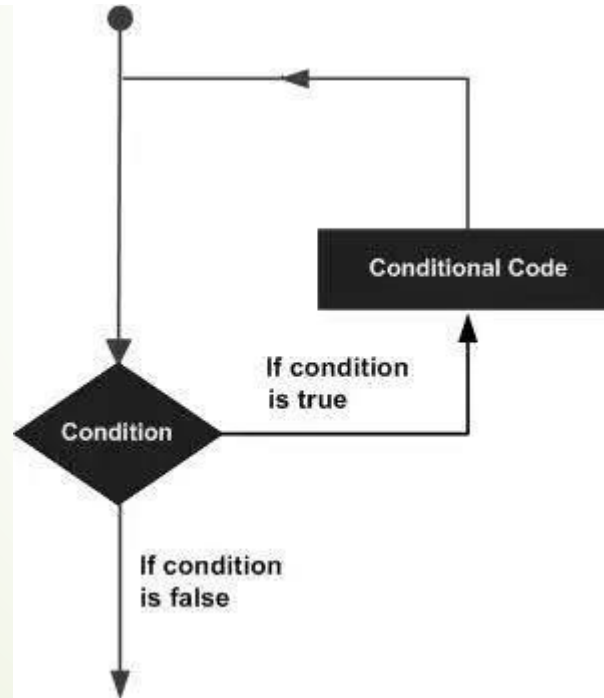 Conditional Code
If condition
is true
Condition
If condition
is false